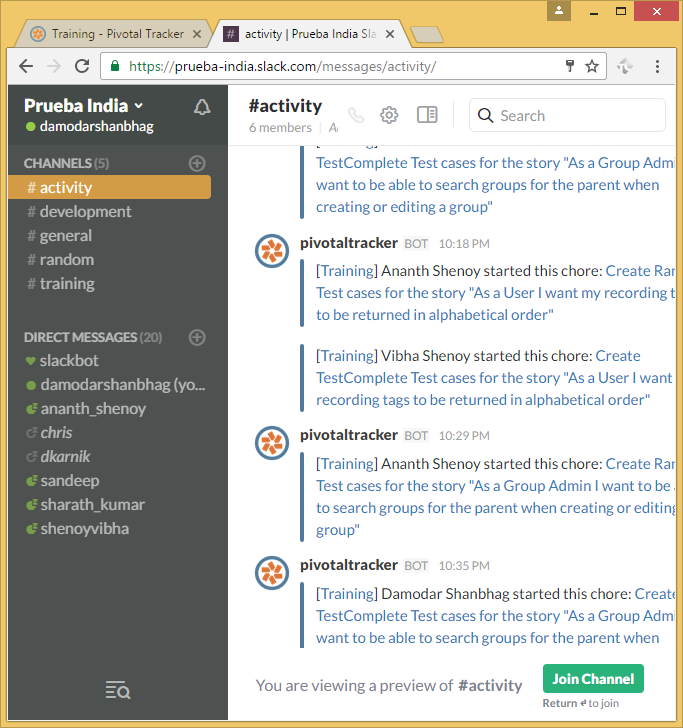 Training - Pivotal Tracker
activity | Prueba India Sla
https://prueba-india.slack.com/messages/activity/
Prueba India
damodarshanbhag
CHANNELS (5)
# activity
# development
# general
# random
# training
DIRECT MESSAGES (20)
slackbot
damodarshanbhag (yo...
ananth_shenoy
chris
dkarnik
sandeep
sharath_kumar
shenoyvibha
#activity
6 members
Search
TestComplete Test cases for the story "As a Group Admi
want to be able to search groups for the parent when
creating or editing a group"
pivotaltracker BOT 10:18 PM
[Training] Ananth Shenoy started this chore: Create Ran
Test cases for the story "As a User I want my recording t
to be returned in alphabetical order"
[Training] Vibha Shenoy started this chore: Create
TestComplete Test cases for the story "As a User I want
recording tags to be returned in alphabetical order"
pivotaltracker BOT 10:29 PM
[Training] Ananth Shenoy started this chore: Create Ran
Test cases for the story "As a Group Admin I want to be
to search groups for the parent when creating or editing
group"
pivotaltracker BOT 10:35 PM
[Training] Damodar Shanbhag started this chore: Create
TestComplete Test cases for the story "As a Group Admi
want to be able to search groups for the parent when
You are viewing a preview of #activity
Join Channel
Return ↵ to join